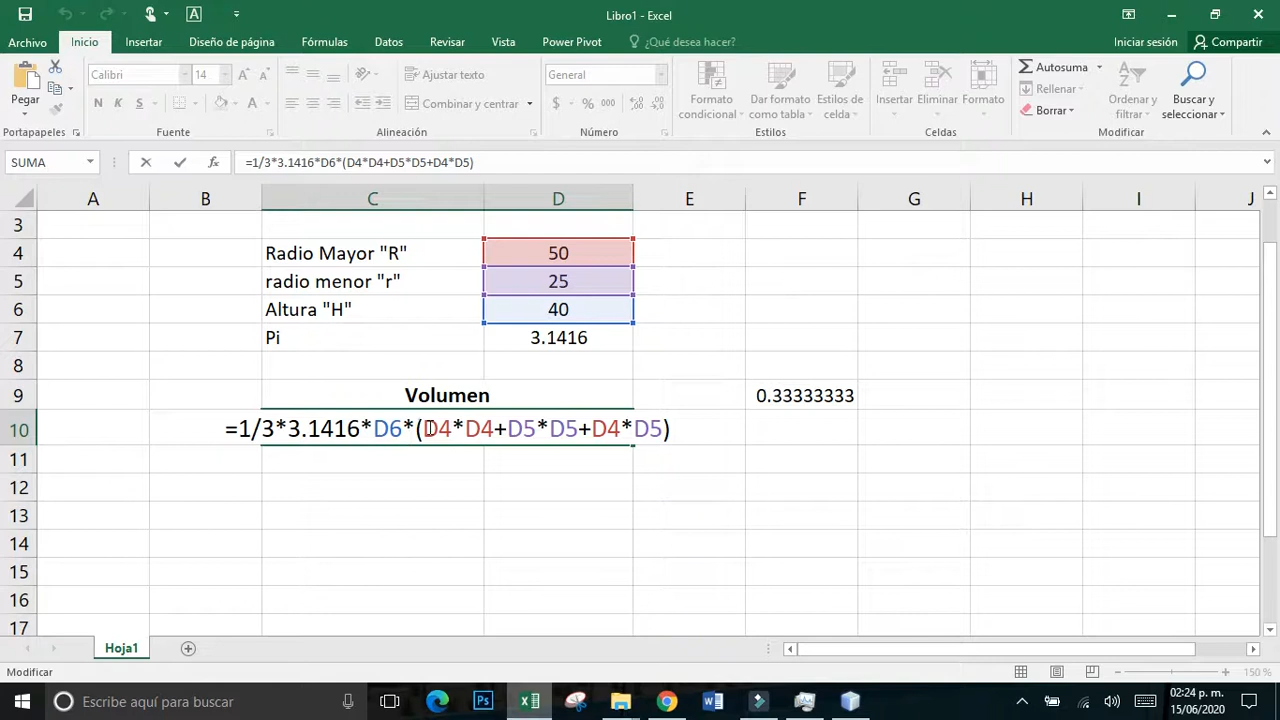 Libro1 - Excel
Archivo Inicio Insertar Diseño de página Fórmulas Datos Revisar Vista Power Pivot ¿Qué desea hacer? Iniciar sesión Compartir
Pegar
Calibri 14
N K S A
Ajustar texto
Combinar y centrar
General
$ % 000
Formato condicional
Dar formato como tabla
Estilos de celda
Insertar Eliminar Formato
Autosuma
Rellenar
Borrar
Ordenar y filtrar
Buscar y seleccionar
Portapapeles Fuente Alineación Número Estilos Celdas Modificar
SUMA fx =1/3*3.1416*D6*(D4*D4+D5*D5+D4*D5)
A B C D E F G H I J
3
4 Radio Mayor "R" 50
5 radio menor "r" 25
6 Altura "H" 40
7 Pi 3.1416
8
9 Volumen 0.33333333
10 =1/3*3.1416*D6*(D4*D4+D5*D5+D4*D5)
11
12
13
14
15
16
17
Hoja1
Modificar 150 %
Escribe aquí para buscar 02:24 p. m.
15/06/2020